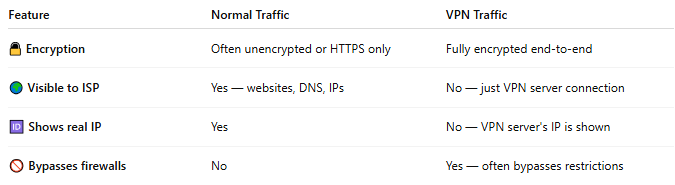 Feature Normal Traffic VPN Traffic
🔒 Encryption Often unencrypted or HTTPS only Fully encrypted end-to-end
🌍 Visible to ISP Yes — websites, DNS, IPs No — just VPN server connection
🆔 Shows real IP Yes No — VPN server's IP is shown
🚫 Bypasses firewalls No Yes — often bypasses restrictions